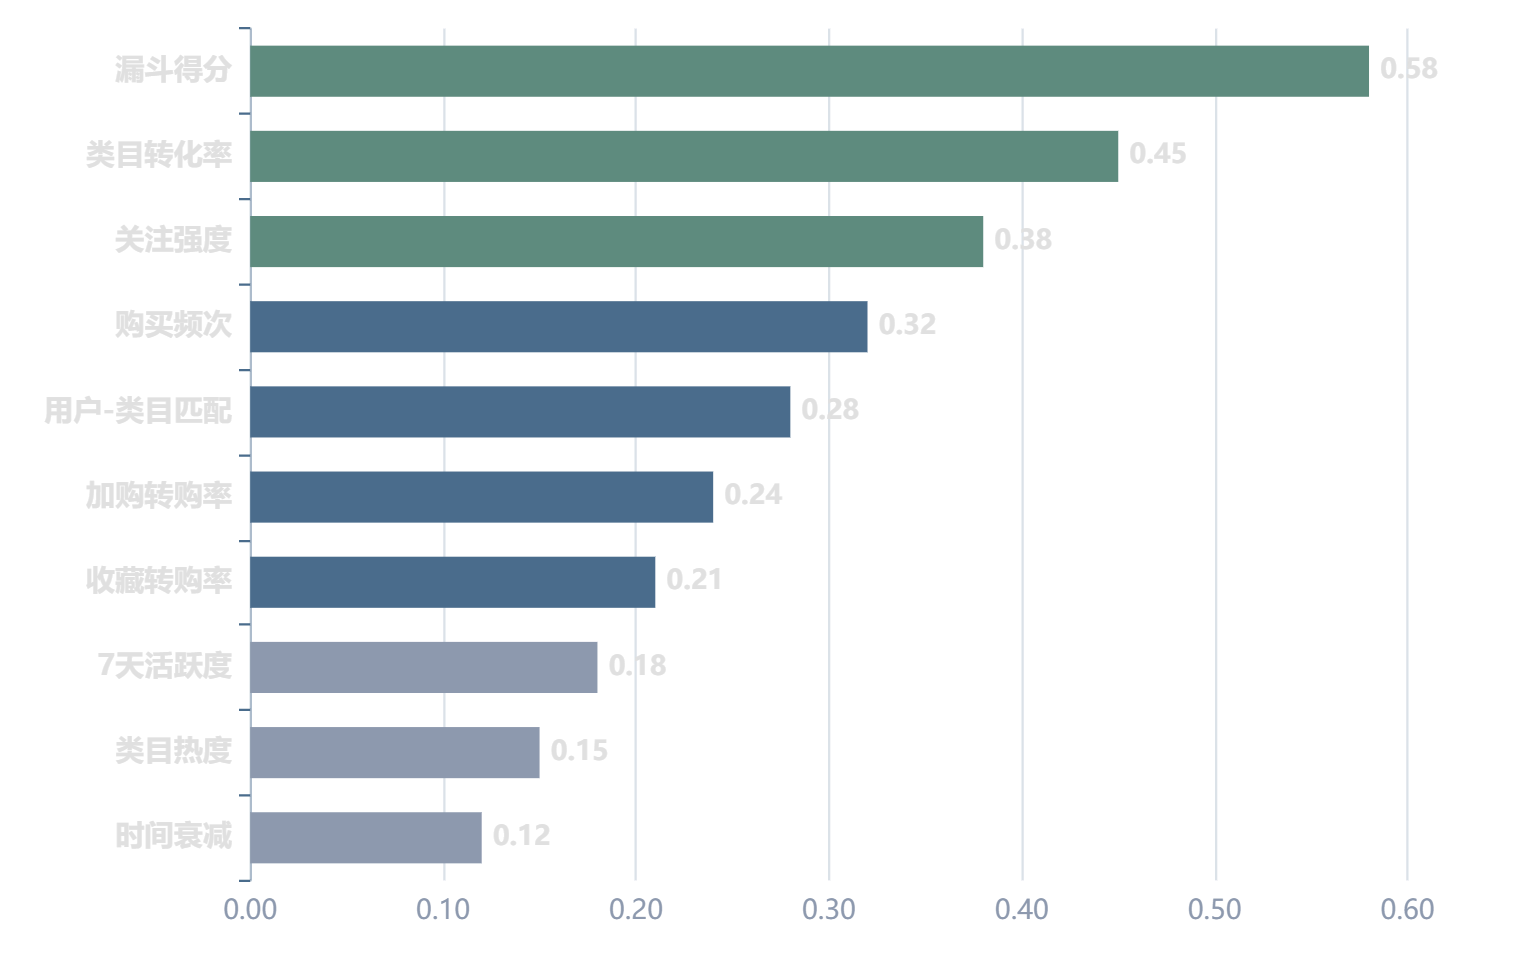 漏斗得分 0.58
类目转化率 0.45
关注强度 0.38
购买频次 0.32
用户-类目匹配 0.28
加购转购率 0.24
收藏转购率 0.21
7天活跃度 0.18
类目热度 0.15
时间衰减 0.12
0.00 0.10 0.20 0.30 0.40 0.50 0.60